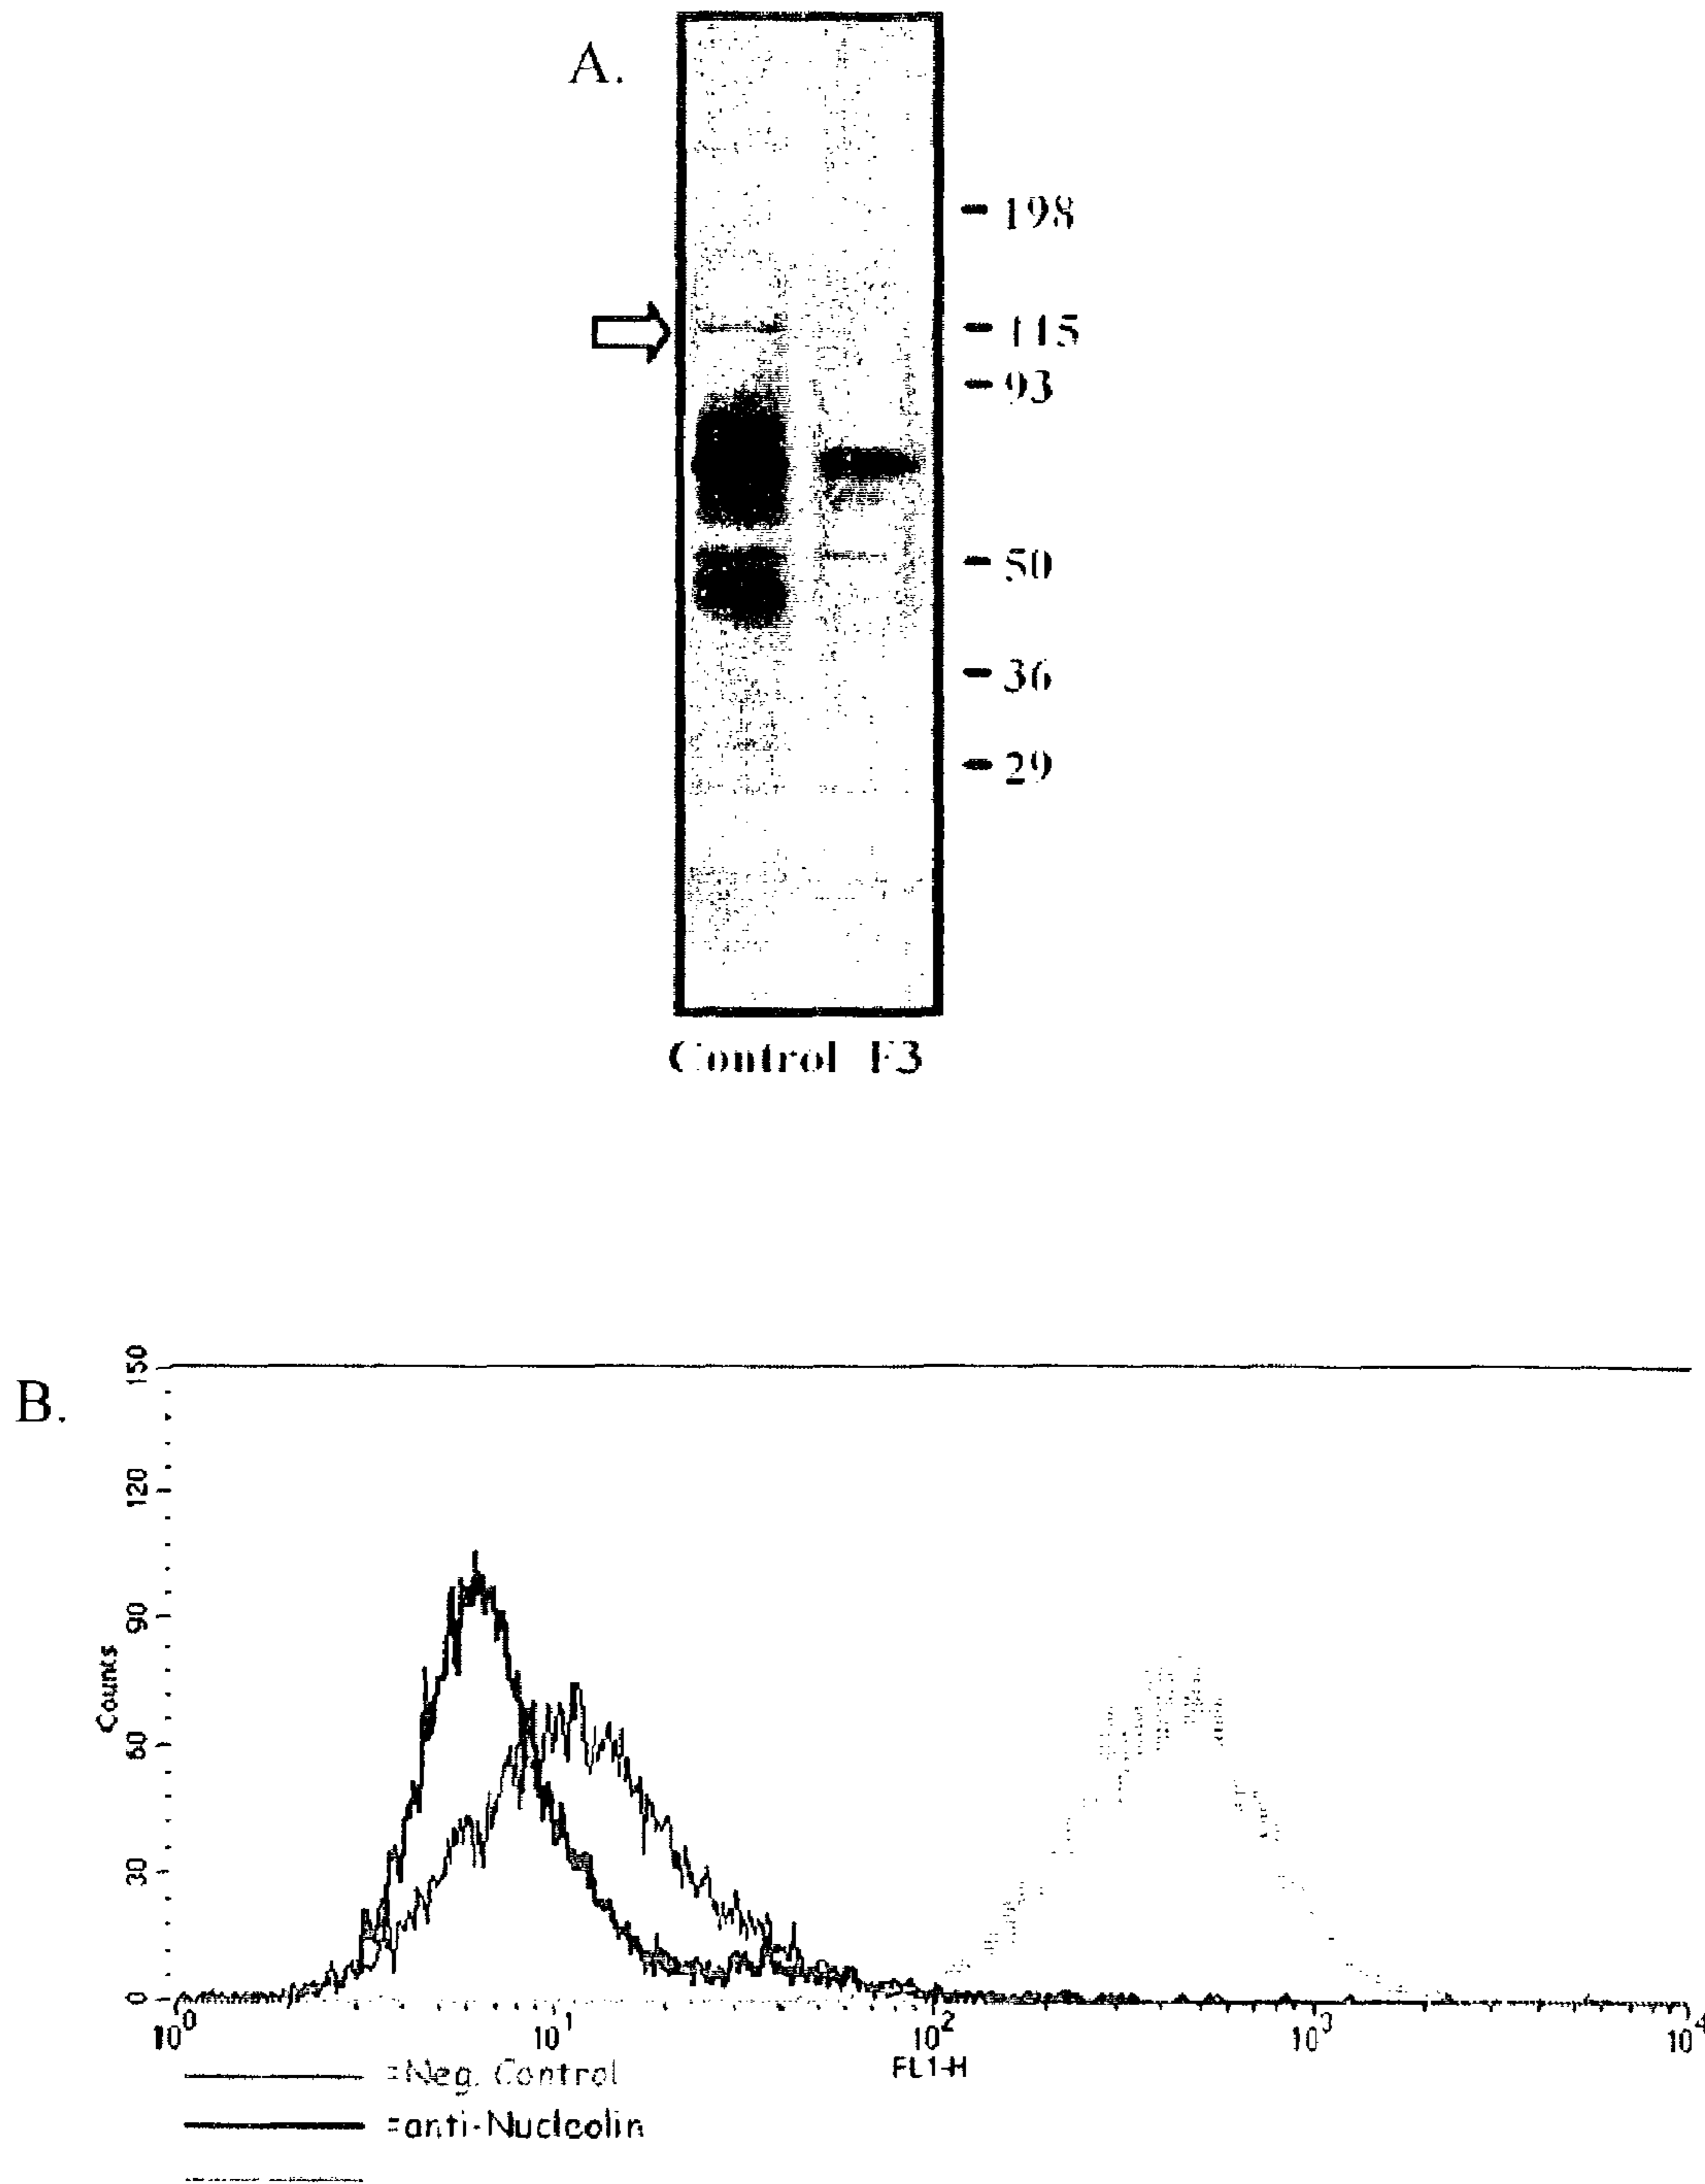 A.
198
115
93
50
36
29
Control F3
B.
150
120
90
60
30
0
Counts
10^0 10^1 10^2 10^3 10^4
FL1-H
=Neg. Control
=anti-Nucleolin